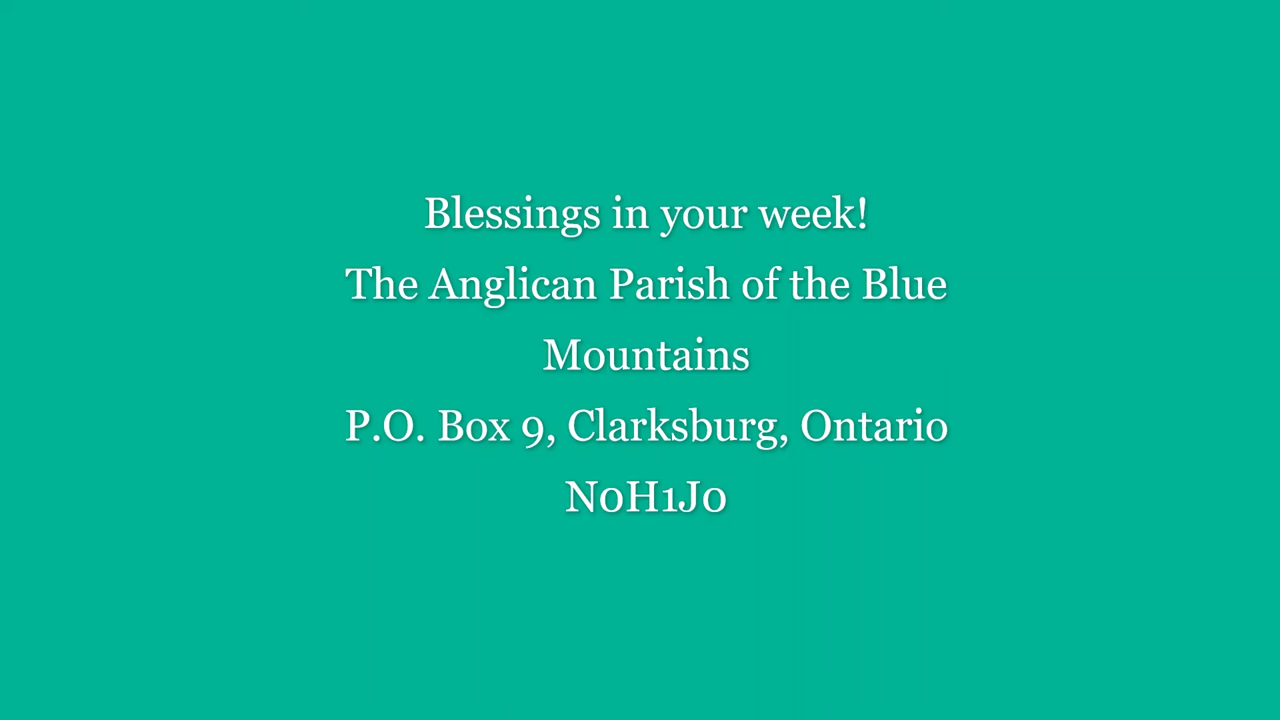 Blessings in your week!
The Anglican Parish of the Blue
Mountains
P.O. Box 9, Clarksburg, Ontario
N0H1J0